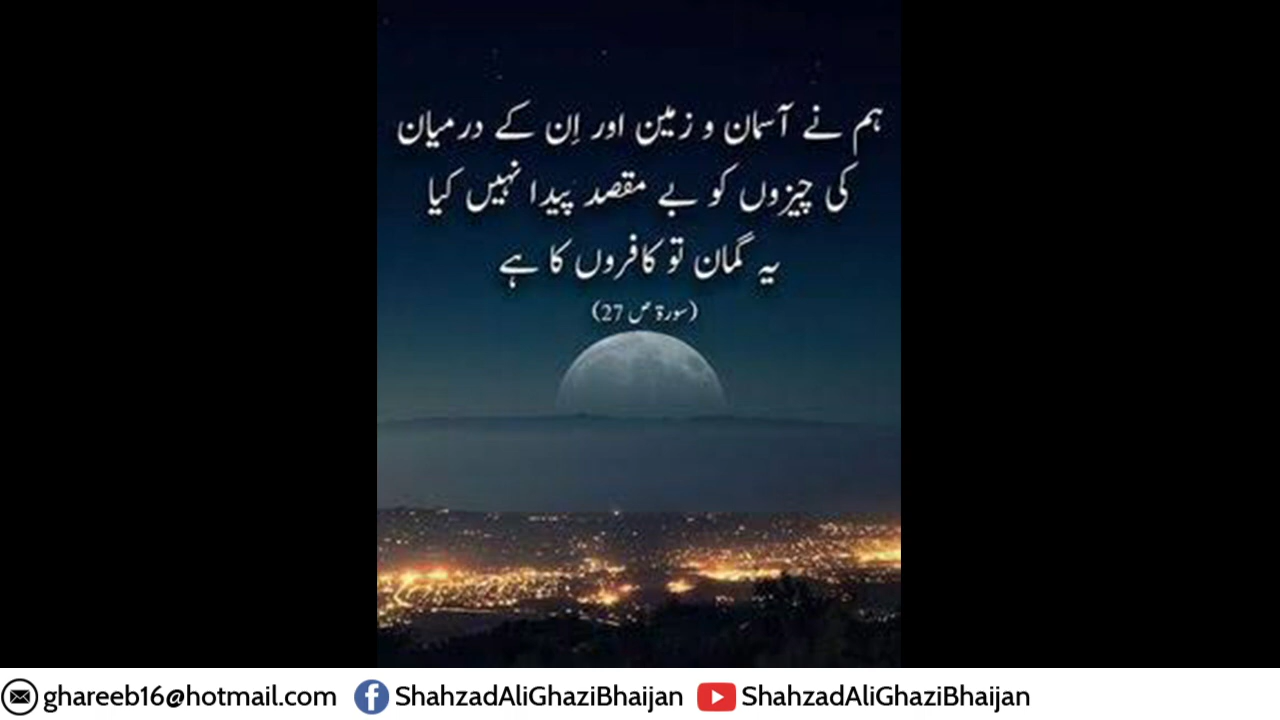 ہم نے آسمان و زمین اور اِن کے درمیان
کی چیزوں کو بے مقصد پیدا نہیں کیا
یہ گمان تو کافروں کا ہے
(سورۃ ص 27)
ghareeb16@hotmail.com ShahzadAliGhaziBhaijan ShahzadAliGhaziBhaijan